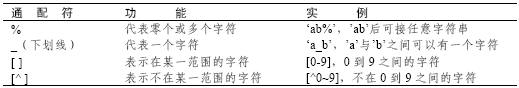 通 配 符 功 能 实 例
% 代表零个或多个字符 ‘ab%’，’ab’后可接任意字符串
_（下划线） 代表一个字符 ‘a_b’，’a’与’b’之间可以有一个字符
[ ] 表示在某一范围的字符 [0-9]，0 到 9 之间的字符
[^ ] 表示不在某一范围的字符 [^0~9]，不在 0 到 9 之间的字符